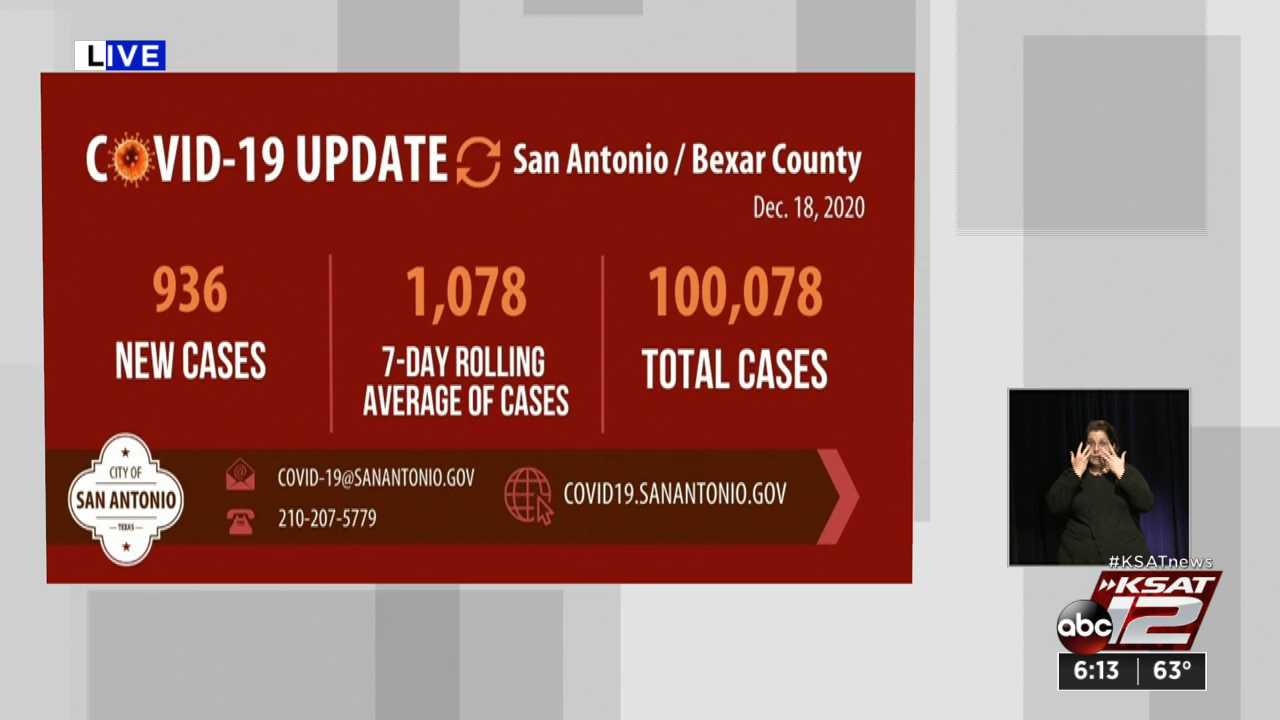 LIVE
COVID-19 UPDATE
San Antonio / Bexar County
Dec. 18, 2020
936
NEW CASES
1,078
7-DAY ROLLING
AVERAGE OF CASES
100,078
TOTAL CASES
CITY OF
SAN ANTONIO
TEXAS
COVID-19@SANANTONIO.GOV
210-207-5779
COVID19.SANANTONIO.GOV
#KSATnews
KSAT
abc 12
6:13 63°